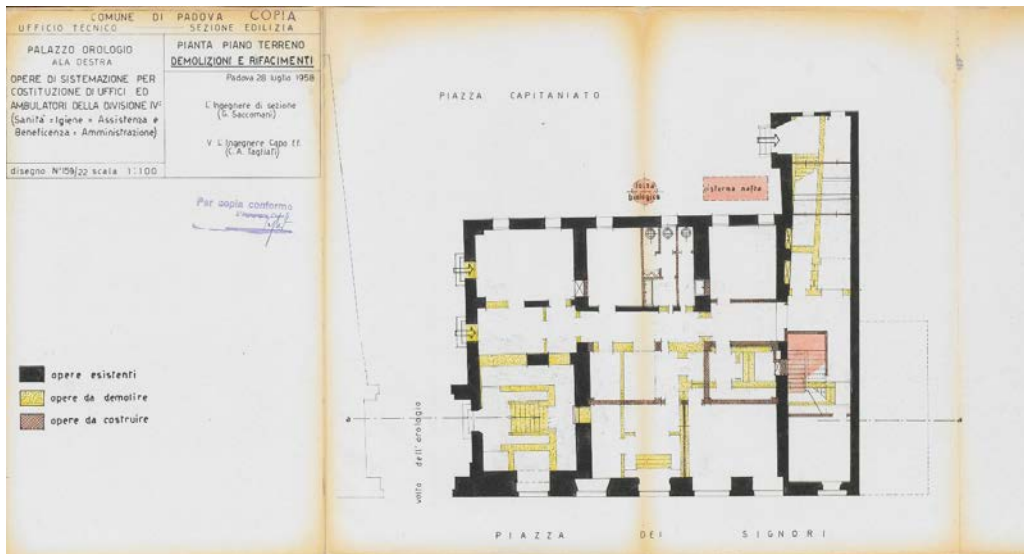 COMUNE DI PADOVA COPIA
UFFICIO TECNICO SEZIONE EDILIZIA
PALAZZO OROLOGIO
ALA DESTRA
OPERE DI SISTEMAZIONE PER
COSTITUZIONE DI UFFICI ED
AMBULATORI DELLA DIVISIONE IVª
(Sanità = Igiene = Assistenza e
Beneficenza = Amministrazione)
disegno N° 159/22 scala 1:100
PIANTA PIANO TERRENO
DEMOLIZIONI E RIFACIMENTI
Padova 28 luglio 1958
L'Ingegnere di sezione
(G. Saccomani)
V. L'Ingegnere Capo ff.
(C.A. Tagliati)
Per copia conforme
PIAZZA CAPITANIATO
fossa
biologica
cisterna nafta
opere esistenti
opere da demolire
opere da costruire
volto dell'orologio
a
a
PIAZZA DEI SIGNORI